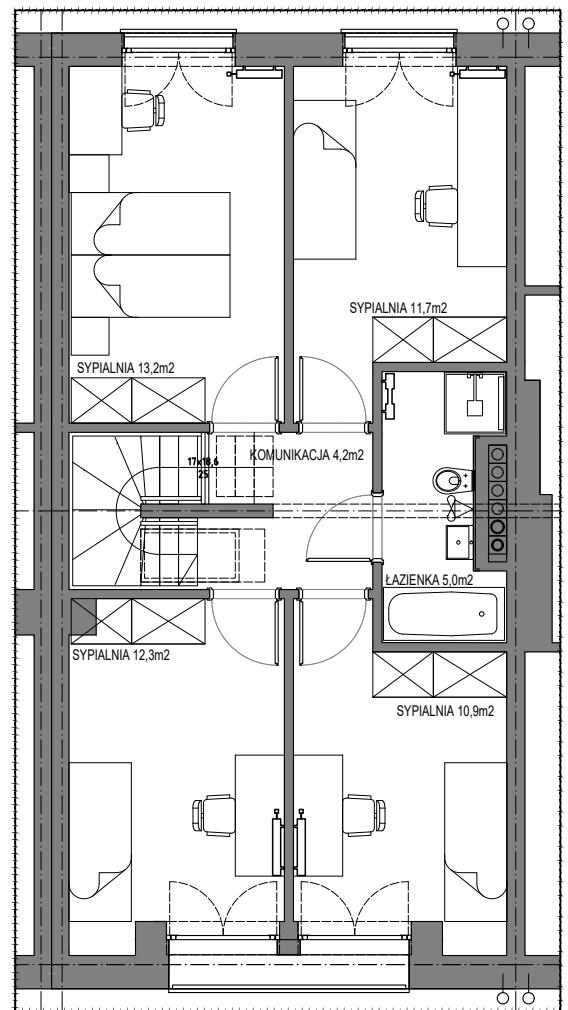 SYPIALNIA 11,7m2
SYPIALNIA 13,2m2
KOMUNIKACJA 4,2m2
17x18,6
25
ŁAZIENKA 5,0m2
SYPIALNIA 12,3m2
SYPIALNIA 10,9m2